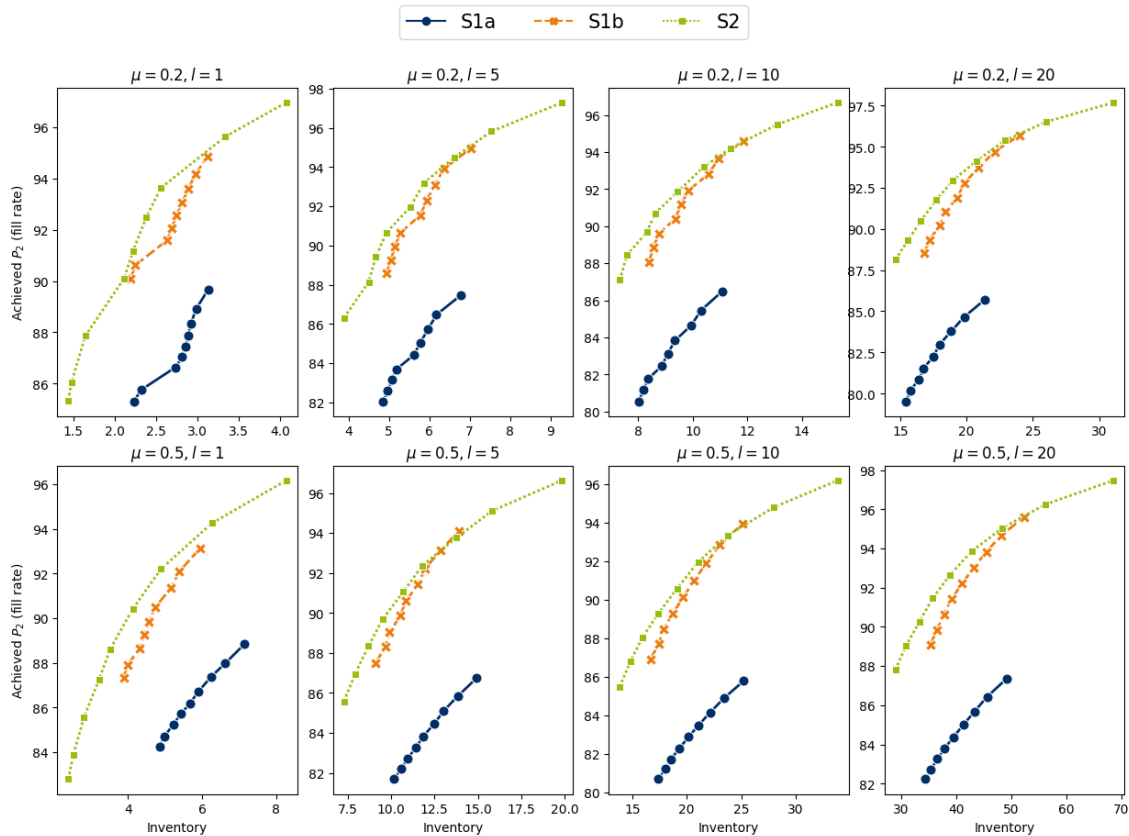 S1a S1b S2
μ = 0.2, l = 1
96
94
92
90
88
86
1.5 2.0 2.5 3.0 3.5 4.0
Achieved P₂ (fill rate)
μ = 0.2, l = 5
98
96
94
92
90
88
86
84
82
4 5 6 7 8 9
μ = 0.2, l = 10
96
94
92
90
88
86
84
82
80
8 10 12 14
μ = 0.2, l = 20
97.5
95.0
92.5
90.0
87.5
85.0
82.5
80.0
15 20 25 30
μ = 0.5, l = 1
96
94
92
90
88
86
84
4 6 8
Achieved P₂ (fill rate)
Inventory
μ = 0.5, l = 5
96
94
92
90
88
86
84
82
7.5 10.0 12.5 15.0 17.5 20.0
Inventory
μ = 0.5, l = 10
96
94
92
90
88
86
84
82
80
15 20 25 30
Inventory
μ = 0.5, l = 20
98
96
94
92
90
88
86
84
82
30 40 50 60 70
Inventory